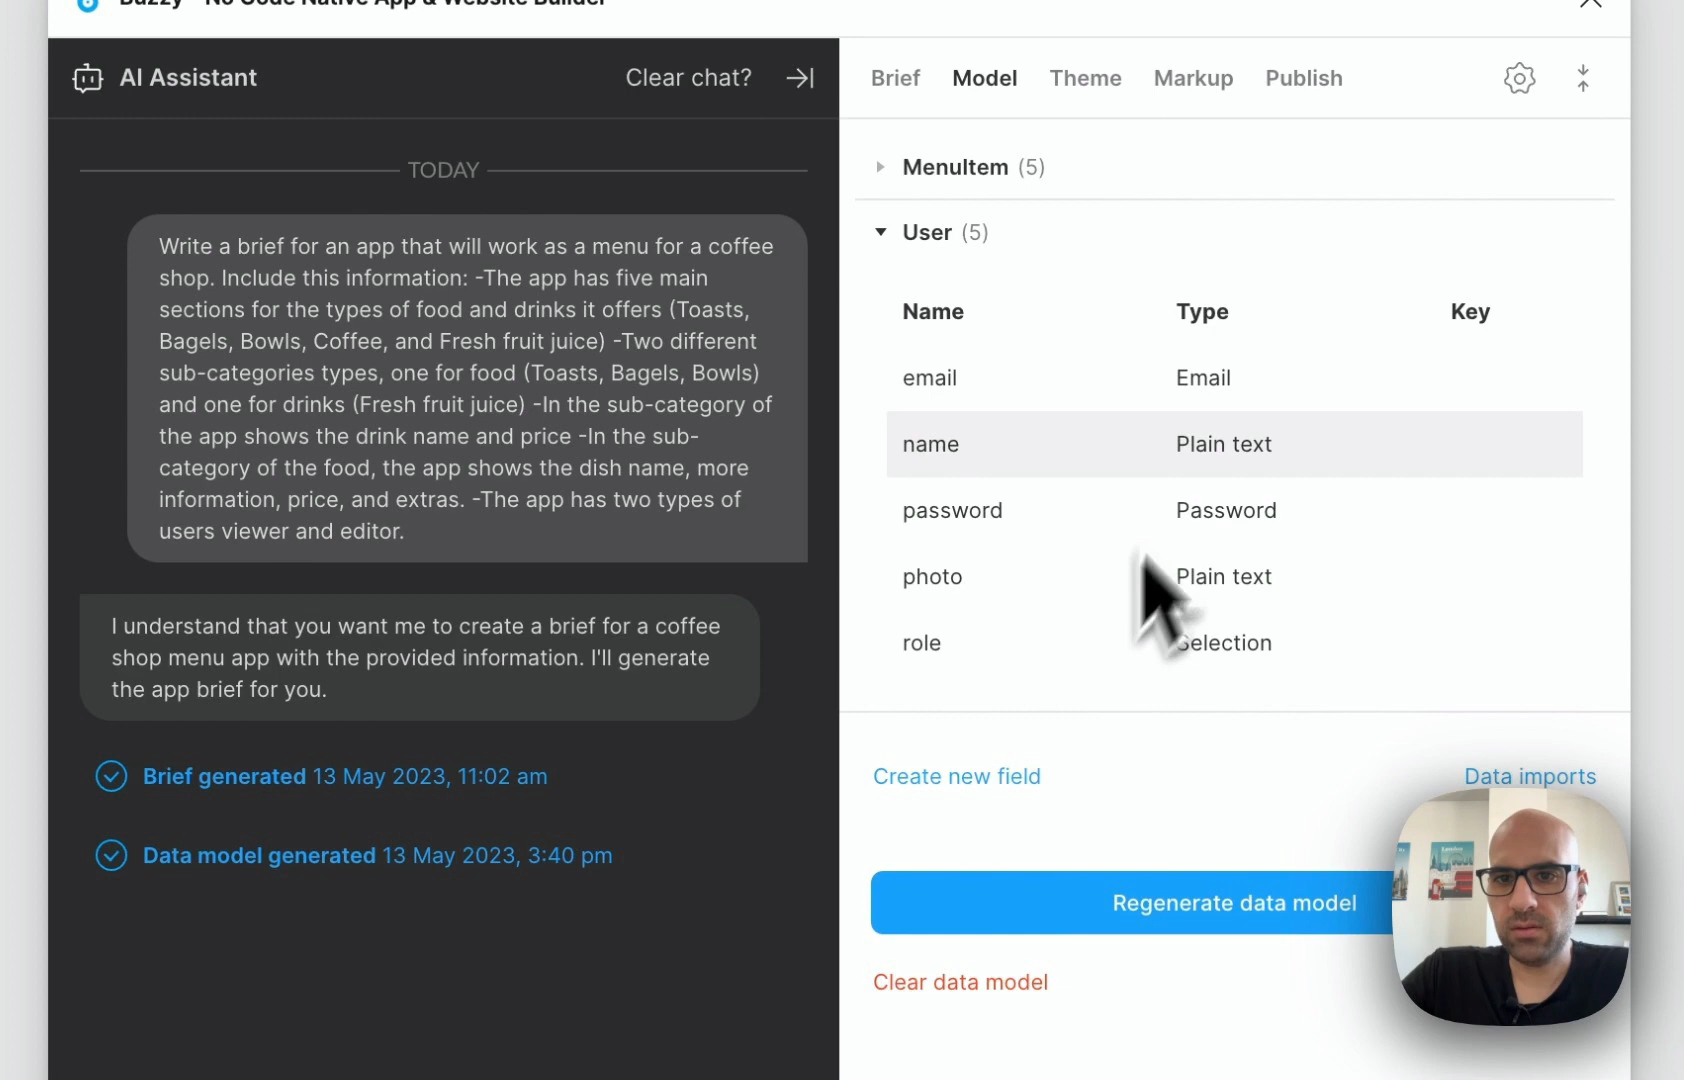 Buzzy - No Code Native App & Website Builder
AI Assistant
Clear chat?
Brief Model Theme Markup Publish
TODAY
Write a brief for an app that will work as a menu for a coffee
shop. Include this information: -The app has five main
sections for the types of food and drinks it offers (Toasts,
Bagels, Bowls, Coffee, and Fresh fruit juice) -Two different
sub-categories types, one for food (Toasts, Bagels, Bowls)
and one for drinks (Fresh fruit juice) -In the sub-category of
the app shows the drink name and price -In the sub-
category of the food, the app shows the dish name, more
information, price, and extras. -The app has two types of
users viewer and editor.
I understand that you want me to create a brief for a coffee
shop menu app with the provided information. I'll generate
the app brief for you.
Brief generated 13 May 2023, 11:02 am
Data model generated 13 May 2023, 3:40 pm
MenuItem (5)
User (5)
Name Type Key
email Email
name Plain text
password Password
photo Plain text
role Selection
Create new field
Data imports
Regenerate data model
Clear data model